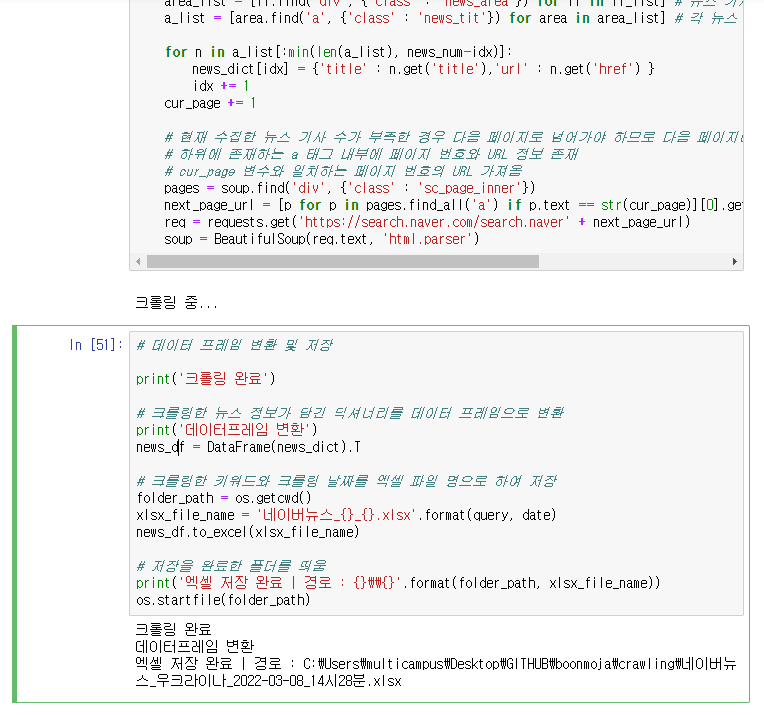 area_list = [li.find('div', {'class' : 'news_area'}) for li in li_list] # 뉴스 기사
a_list = [area.find('a', {'class' : 'news_tit'}) for area in area_list] # 각 뉴스
for n in a_list[:min(len(a_list), news_num-idx)]:
news_dict[idx] = {'title' : n.get('title'),'url' : n.get('href') }
idx += 1
cur_page += 1
# 현재 수집한 뉴스 기사 수가 부족한 경우 다음 페이지로 넘어가야 하므로 다음 페이지
# 하위에 존재하는 a 태그 내부에 페이지 번호와 URL 정보 존재
# cur_page 변수와 일치하는 페이지 번호의 URL 가져옴
pages = soup.find('div', {'class' : 'sc_page_inner'})
next_page_url = [p for p in pages.find_all('a') if p.text == str(cur_page)][0].get
req = requests.get('https://search.naver.com/search.naver' + next_page_url)
soup = BeautifulSoup(req.text, 'html.parser')
크롤링 중...
In [51]:
# 데이터 프레임 변환 및 저장
print('크롤링 완료')
# 크롤링한 뉴스 정보가 담긴 딕셔너리를 데이터 프레임으로 변환
print('데이터프레임 변환')
news_df = DataFrame(news_dict).T
# 크롤링한 키워드와 크롤링 날짜를 엑셀 파일 명으로 하여 저장
folder_path = os.getcwd()
xlsx_file_name = '네이버뉴스_{}_{}.xlsx'.format(query, date)
news_df.to_excel(xlsx_file_name)
# 저장을 완료한 폴더를 띄움
print('엑셀 저장 완료 | 경로 : {}\\{}'.format(folder_path, xlsx_file_name))
os.startfile(folder_path)
크롤링 완료
데이터프레임 변환
엑셀 저장 완료 | 경로 : C:\Users\multicampus\Desktop\GITHUB\boonmoja\crawling\네이버뉴
스_우크라이나_2022-03-08_14시28분.xlsx